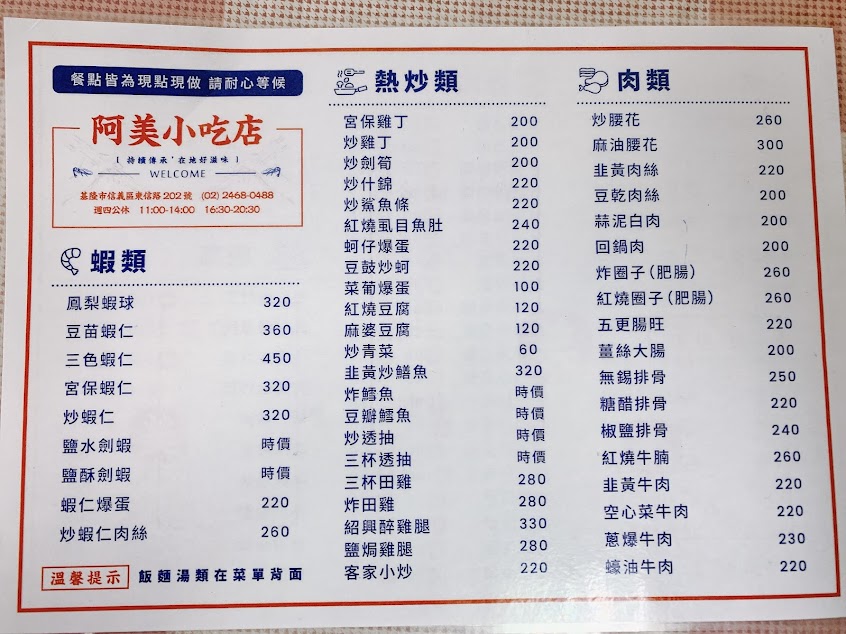 餐點皆為現點現做 請耐心等候
阿美小吃店
[ 持續傳承'在地好滋味 ]
WELCOME
基隆市信義區東信路202號 (02) 2468-0488
週四公休 11:00-14:00 16:30-20:30
蝦類
鳳梨蝦球 320
豆苗蝦仁 360
三色蝦仁 450
宮保蝦仁 320
炒蝦仁 320
鹽水劍蝦 時價
鹽酥劍蝦 時價
蝦仁爆蛋 220
炒蝦仁肉絲 260
溫馨提示 飯麵湯類在菜單背面
熱炒類
宮保雞丁 200
炒雞丁 200
炒劍筍 200
炒什錦 220
炒鯊魚條 220
紅燒虱目魚肚 240
蚵仔爆蛋 220
豆鼓炒蚵 220
菜葡爆蛋 100
紅燒豆腐 120
麻婆豆腐 120
炒青菜 60
韭黃炒鱔魚 320
炸鱈魚 時價
豆瓣鱈魚 時價
炒透抽 時價
三杯透抽 時價
三杯田雞 280
炸田雞 280
紹興醉雞腿 330
鹽焗雞腿 280
客家小炒 220
肉類
炒腰花 260
麻油腰花 300
韭黃肉絲 200
豆乾肉絲 200
蒜泥白肉 200
回鍋肉 200
炸圈子(肥腸) 260
紅燒圈子(肥腸) 260
五更腸旺 220
薑絲大腸 200
無錫排骨 250
糖醋排骨 220
椒鹽排骨 240
紅燒牛腩 260
韭黃牛肉 220
空心菜牛肉 220
蔥爆牛肉 230
蠔油牛肉 220